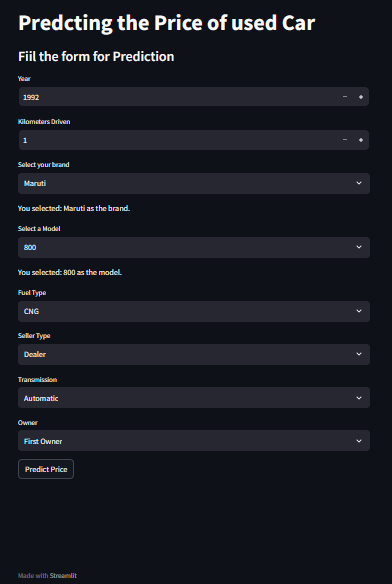 Predcting the Price of used Car
Fiil the form for Prediction
Year
1992
Kilometers Driven
1
Select your brand
Maruti
You selected: Maruti as the brand.
Select a Model
800
You selected: 800 as the model.
Fuel Type
CNG
Seller Type
Dealer
Transmission
Automatic
Owner
First Owner
Predict Price
Made with Streamlit